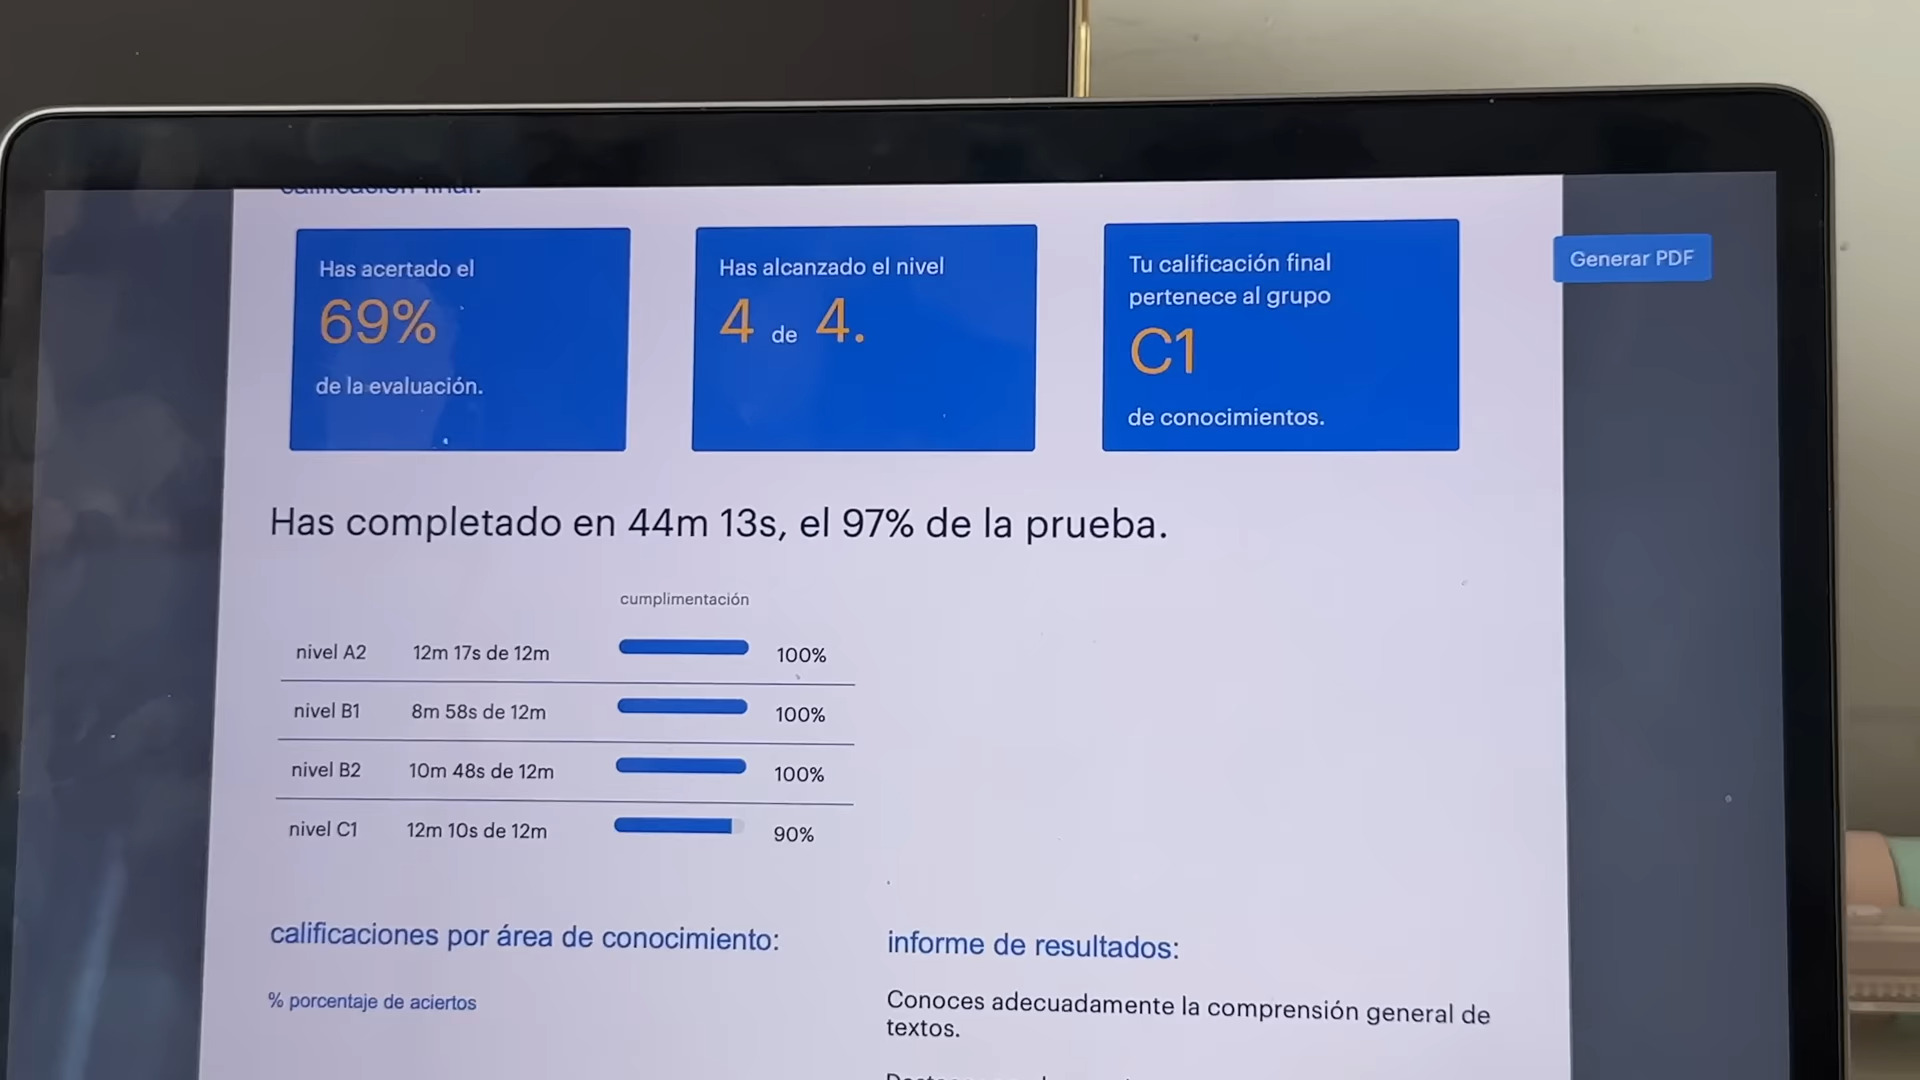 calificación final:
Has acertado el
69%
de la evaluación.
Has alcanzado el nivel
4 de 4.
Tu calificación final
pertenece al grupo
C1
de conocimientos.
Generar PDF
Has completado en 44m 13s, el 97% de la prueba.
cumplimentación
nivel A2 12m 17s de 12m 100%
nivel B1 8m 58s de 12m 100%
nivel B2 10m 48s de 12m 100%
nivel C1 12m 10s de 12m 90%
calificaciones por área de conocimiento:
% porcentaje de aciertos
informe de resultados:
Conoces adecuadamente la comprensión general de
textos.